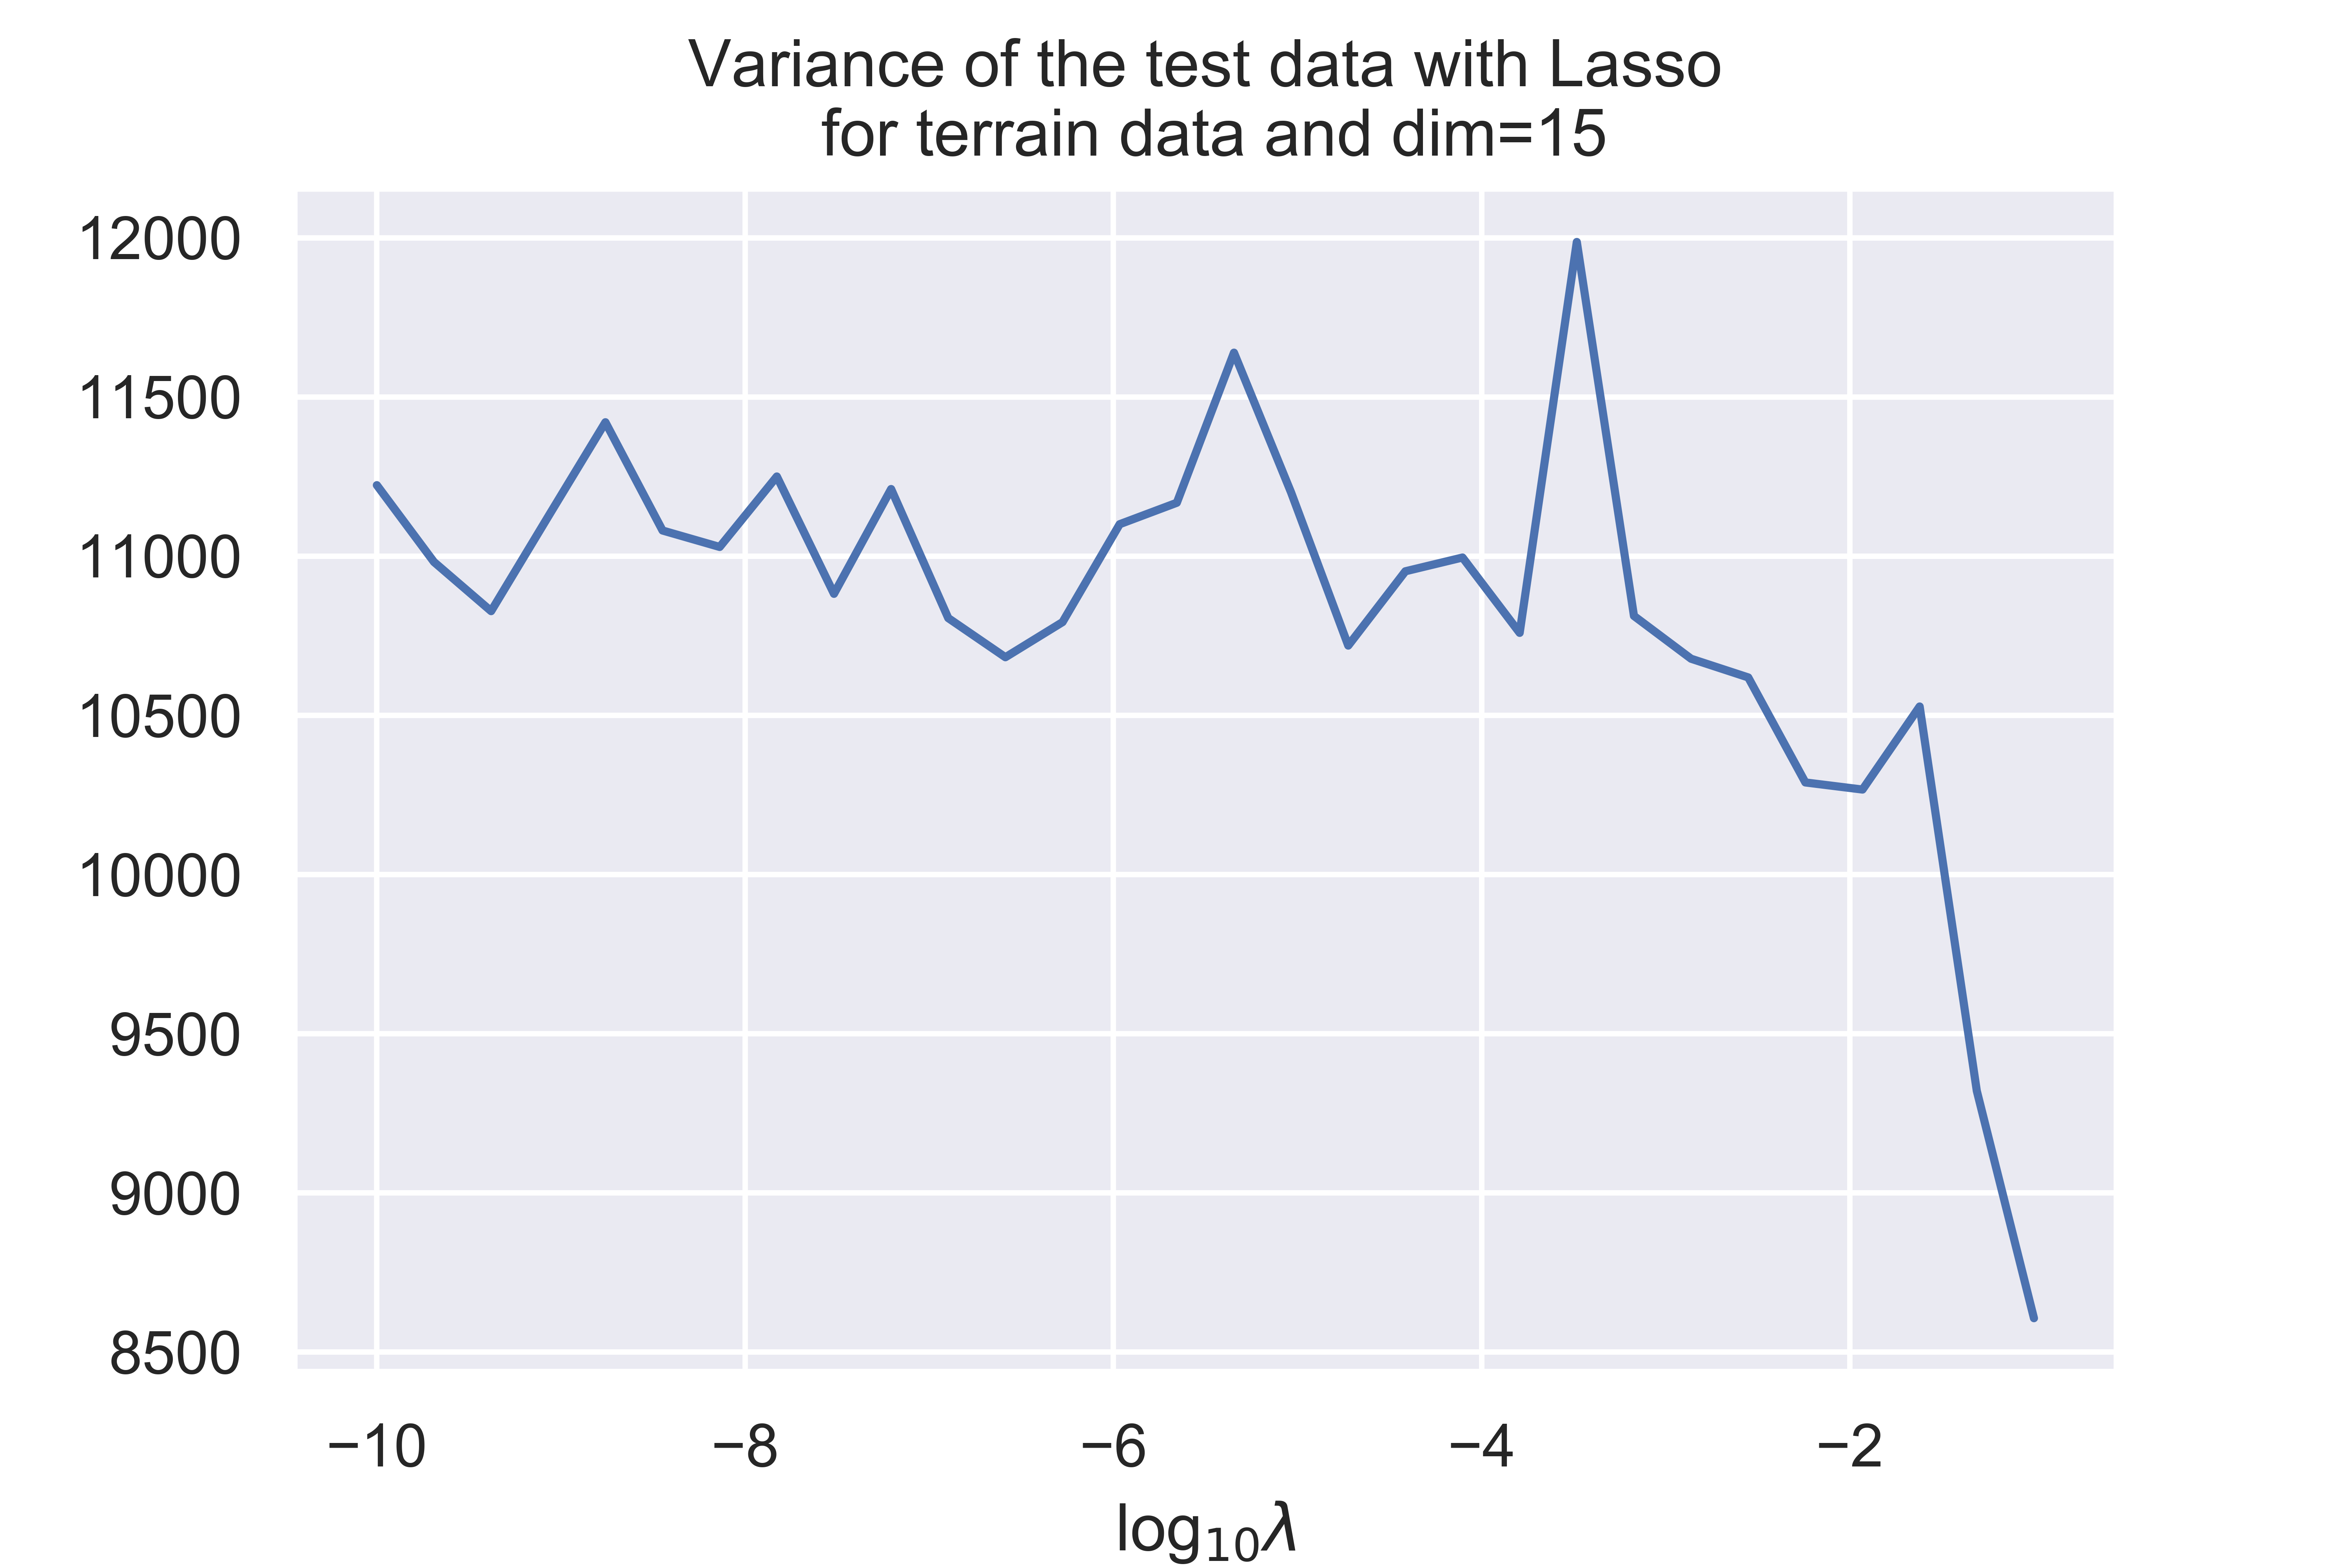 Variance of the test data with Lasso
for terrain data and dim=15
12000
11500
11000
10500
10000
9500
9000
8500
−10 −8 −6 −4 −2
log₁₀λ